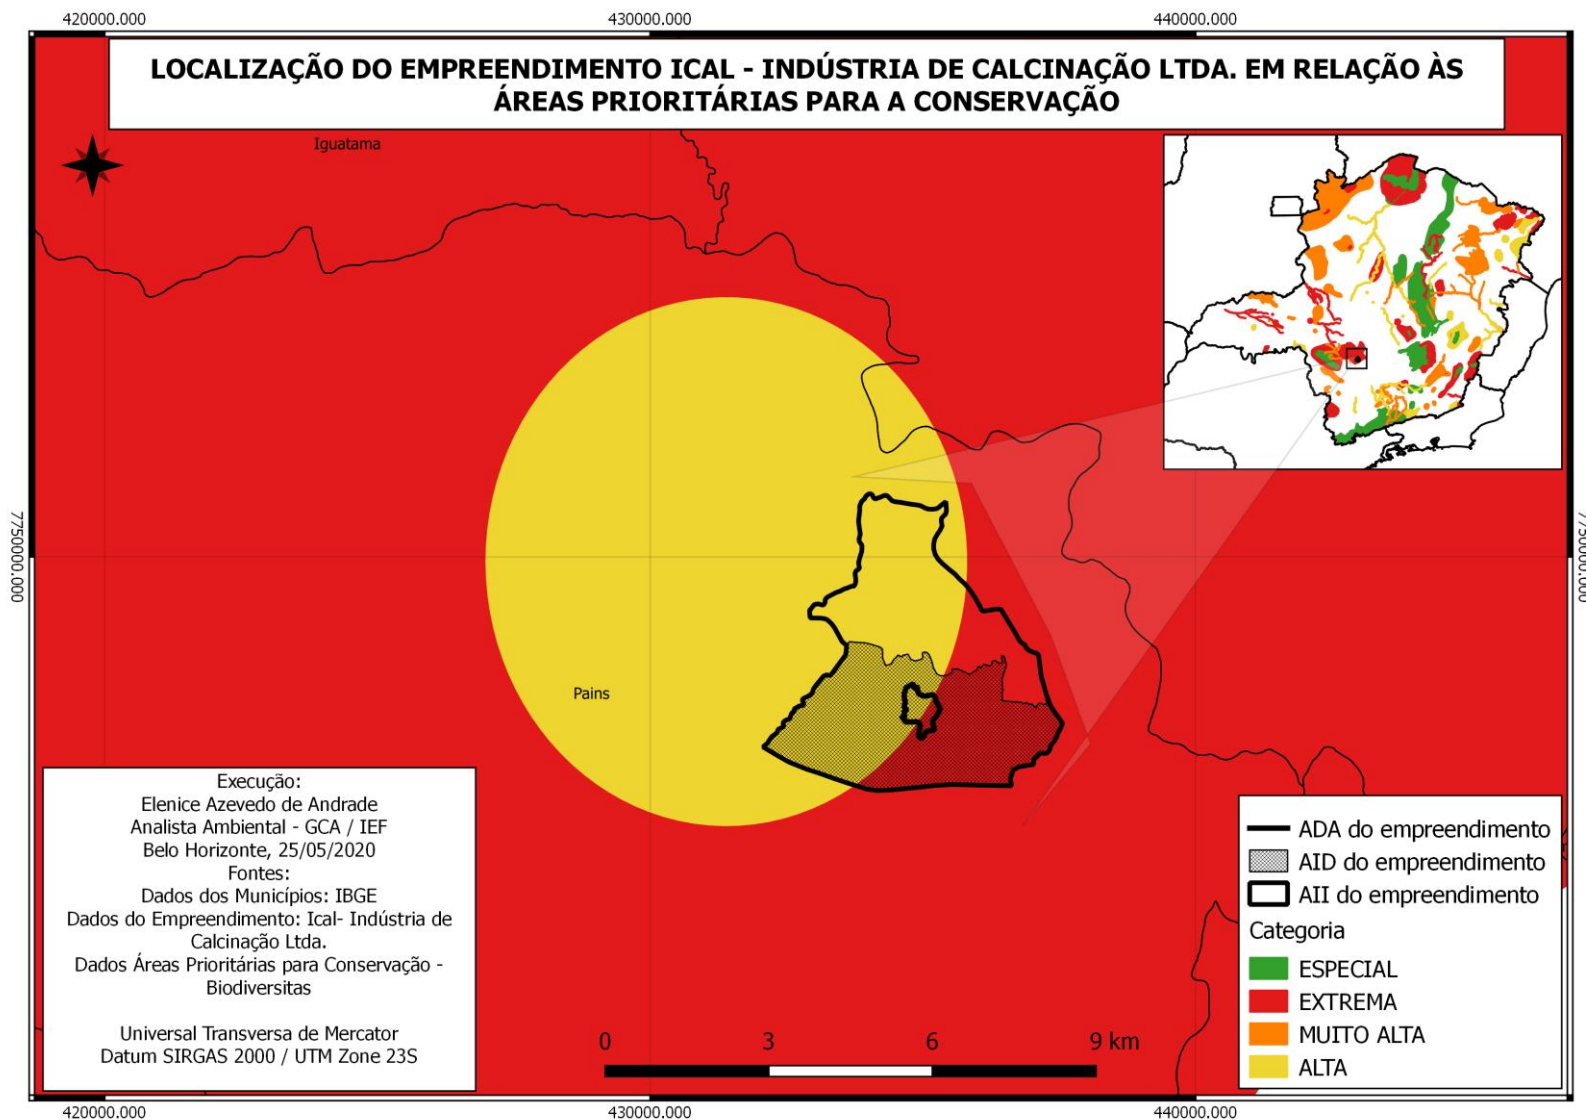 420000.000
430000.000
440000.000
LOCALIZAÇÃO DO EMPREENDIMENTO ICAL - INDÚSTRIA DE CALCINAÇÃO LTDA. EM RELAÇÃO ÀS
ÁREAS PRIORITÁRIAS PARA A CONSERVAÇÃO
Iguatama
7750000.000
7750000.000
Pains
Execução:
Elenice Azevedo de Andrade
Analista Ambiental - GCA / IEF
Belo Horizonte, 25/05/2020
Fontes:
Dados dos Municípios: IBGE
Dados do Empreendimento: Ical- Indústria de
Calcinação Ltda.
Dados Áreas Prioritárias para Conservação -
Biodiversitas
Universal Transversa de Mercator
Datum SIRGAS 2000 / UTM Zone 23S
0 3 6 9 km
ADA do empreendimento
AID do empreendimento
AII do empreendimento
Categoria
ESPECIAL
EXTREMA
MUITO ALTA
ALTA
420000.000
430000.000
440000.000